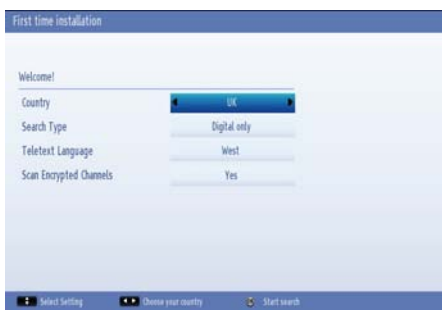 First time installation
Welcome!
Country UK
Search Type Digital only
Teletext Language West
Scan Encrypted Channels Yes
Select Setting Choose your country Start search